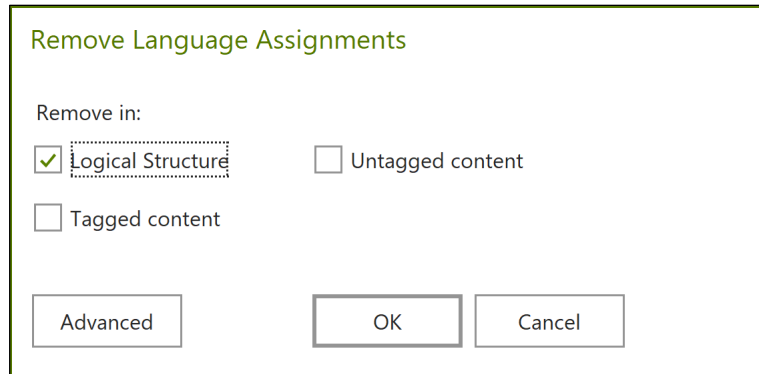 Remove Language Assignments
Remove in:
Logical Structure Untagged content
Tagged content
Advanced OK Cancel